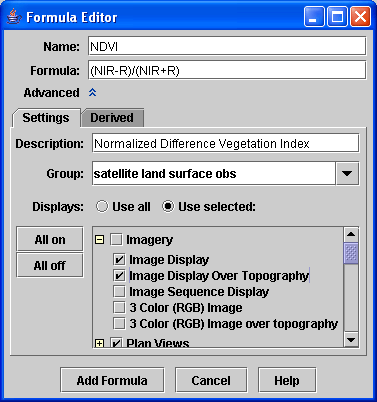 Formula Editor
Name: NDVI
Formula: (NIR-R)/(NIR+R)
Advanced
Settings Derived
Description: Normalized Difference Vegetation Index
Group: satellite land surface obs
Displays: Use all Use selected:
All on
All off
Imagery
Image Display
Image Display Over Topography
Image Sequence Display
3 Color (RGB) Image
3 Color (RGB) Image over topography
Plan Views
Add Formula Cancel Help